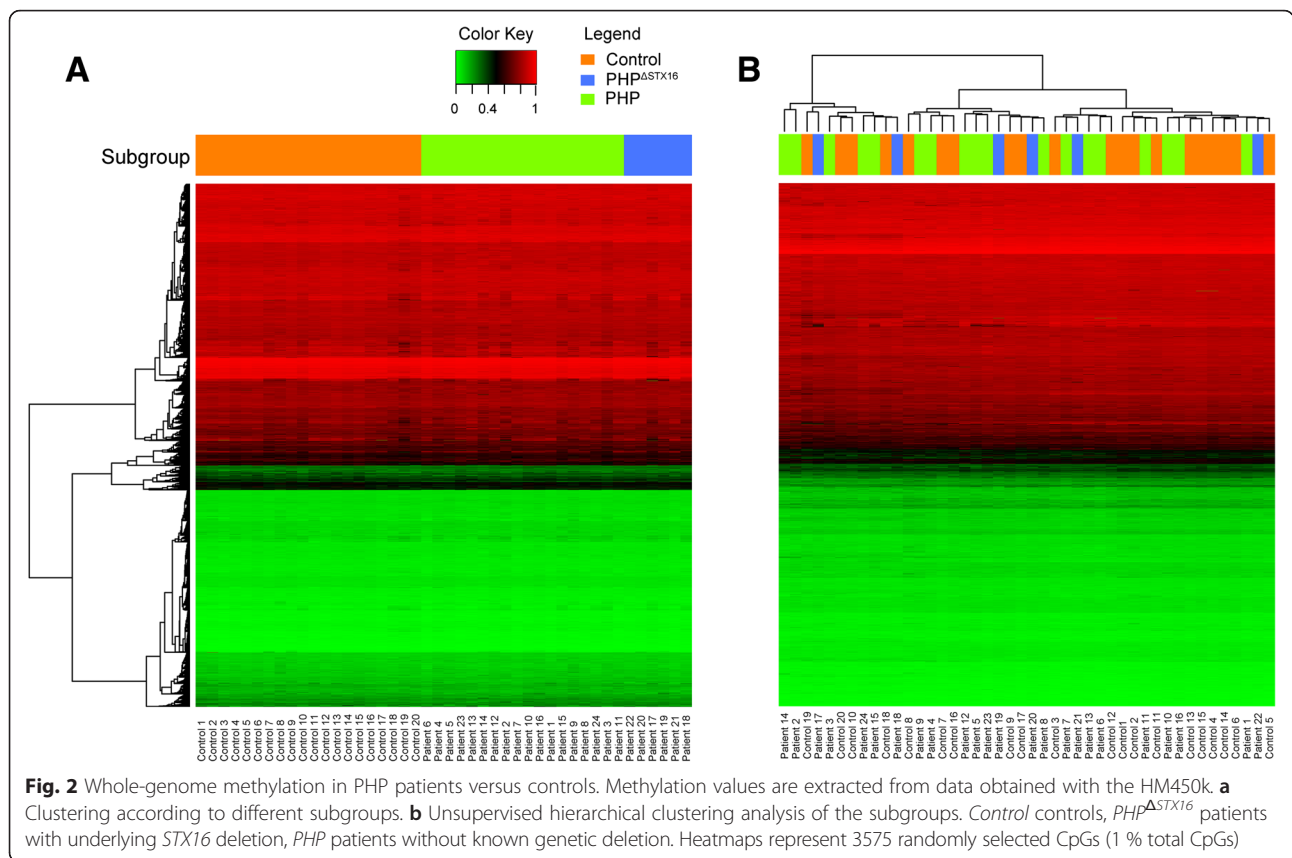 A
Color Key
0 0.4 1
Legend
Control
PHPΔSTX16
PHP
B
Subgroup
Control 1
Control 2
Control 3
Control 4
Control 5
Control 6
Control 7
Control 8
Control 9
Control 10
Control 11
Control 12
Control 13
Control 14
Control 15
Control 16
Control 17
Control 18
Control 19
Control 20
Patient 6
Patient 4
Patient 5
Patient 23
Patient 13
Patient 14
Patient 12
Patient 2
Patient 7
Patient 10
Patient 16
Patient 1
Patient 15
Patient 9
Patient 8
Patient 24
Patient 3
Patient 11
Patient 22
Patient 20
Patient 17
Patient 19
Patient 21
Patient 18
Patient 14
Patient 2
Control 19
Patient 17
Patient 3
Control 20
Control 10
Patient 24
Patient 15
Control 18
Patient 18
Control 8
Patient 9
Patient 4
Control 7
Control 16
Patient 12
Patient 5
Patient 23
Patient 19
Control 9
Control 17
Patient 20
Patient 8
Control 3
Patient 7
Patient 21
Patient 13
Patient 6
Control 12
Control 1
Control 2
Patient 11
Control 11
Patient 10
Patient 16
Control 13
Control 15
Control 4
Control 14
Control 6
Patient 1
Patient 22
Control 5
Fig. 2 Whole-genome methylation in PHP patients versus controls. Methylation values are extracted from data obtained with the HM450k. a
Clustering according to different subgroups. b Unsupervised hierarchical clustering analysis of the subgroups. Control controls, PHPΔSTX16 patients
with underlying STX16 deletion, PHP patients without known genetic deletion. Heatmaps represent 3575 randomly selected CpGs (1 % total CpGs)